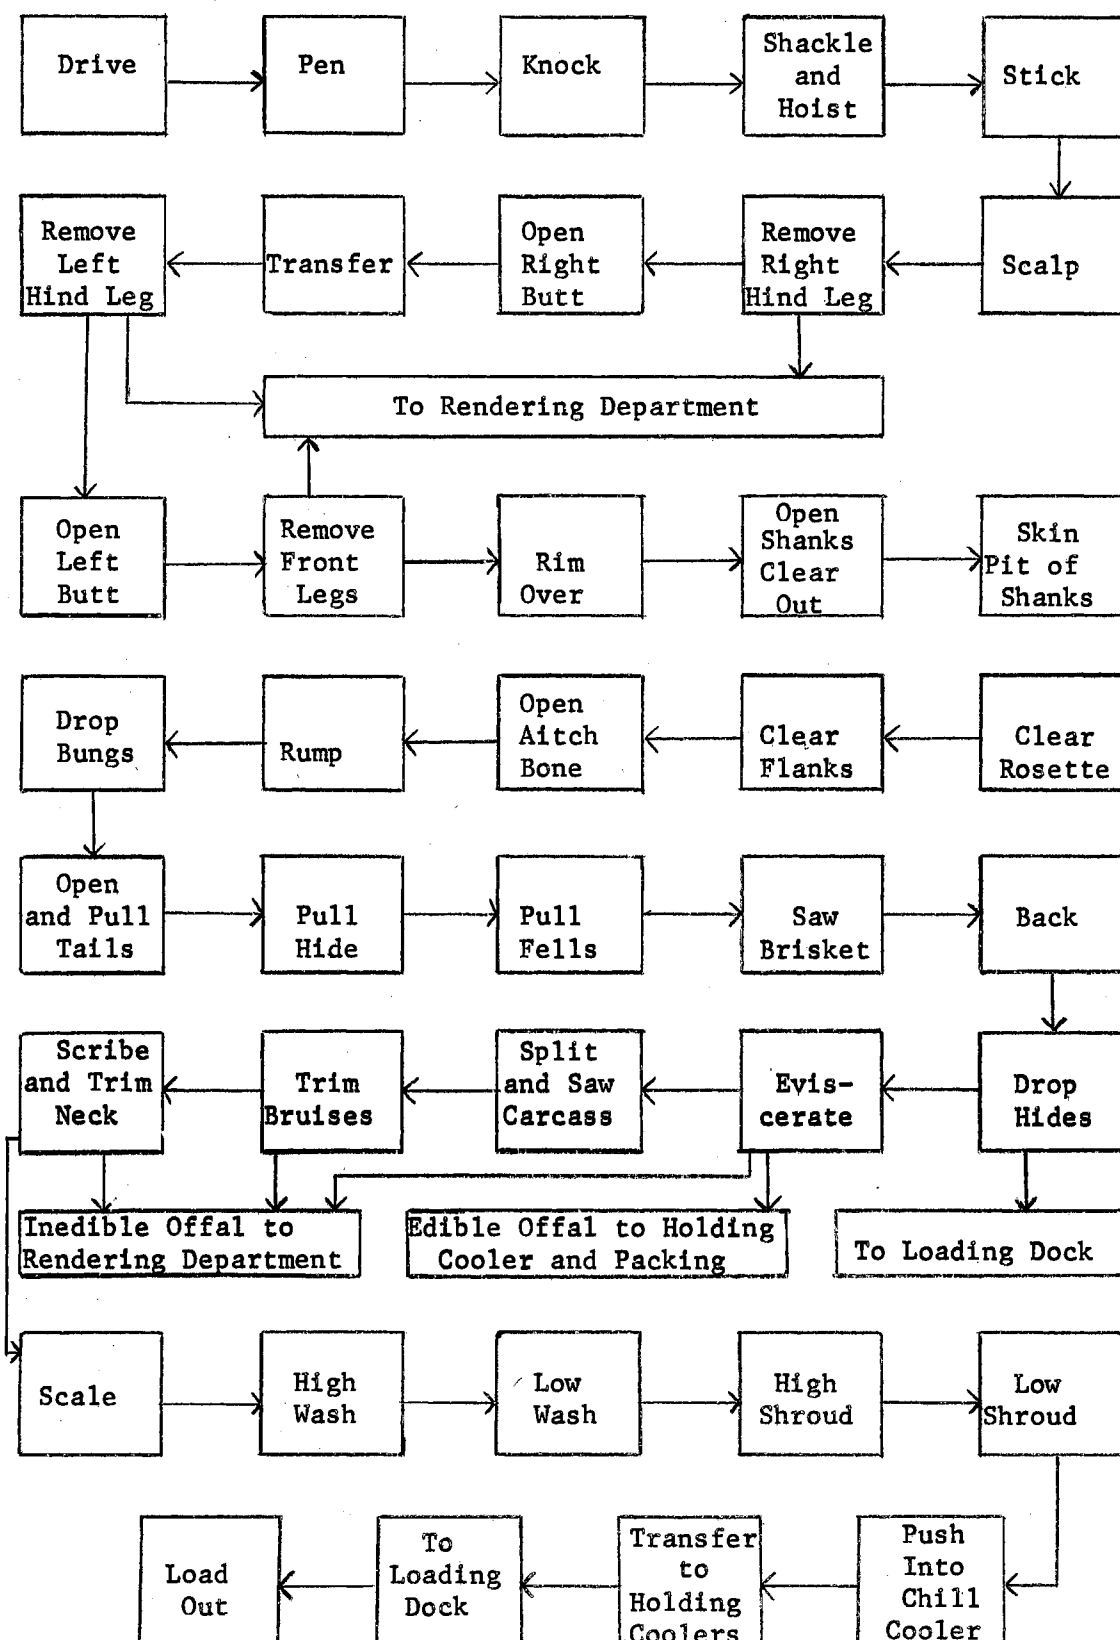 Drive
Pen
Knock
Shackle
and
Hoist
Stick
Remove
Left
Hind Leg
Transfer
Open
Right
Butt
Remove
Right
Hind Leg
Scalp
To Rendering Department
Open
Left
Butt
Remove
Front
Legs
Rim
Over
Open
Shanks
Clear
Out
Skin
Pit of
Shanks
Drop
Bungs
Rump
Open
Aitch
Bone
Clear
Flanks
Clear
Rosette
Open
and Pull
Tails
Pull
Hide
Pull
Fells
Saw
Brisket
Back
Scribe
and Trim
Neck
Trim
Bruises
Split
and Saw
Carcass
Evis-
cerate
Drop
Hides
Inedible Offal to
Rendering Department
Edible Offal to Holding
Cooler and Packing
To Loading Dock
Scale
High
Wash
Low
Wash
High
Shroud
Low
Shroud
Load
Out
To
Loading
Dock
Transfer
to
Holding
Coolers
Push
Into
Chill
Cooler